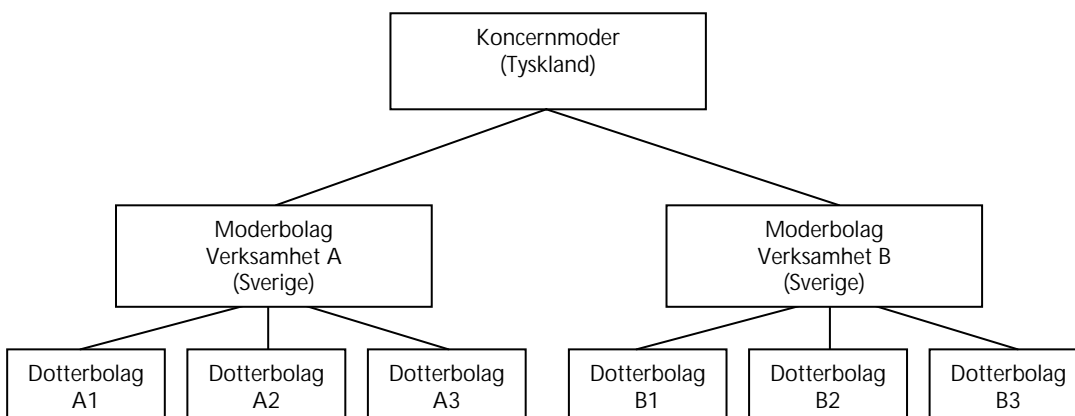 Koncernmoder
(Tyskland)
Moderbolag
Verksamhet A
(Sverige)
Moderbolag
Verksamhet B
(Sverige)
Dotterbolag
A1
Dotterbolag
A2
Dotterbolag
A3
Dotterbolag
B1
Dotterbolag
B2
Dotterbolag
B3